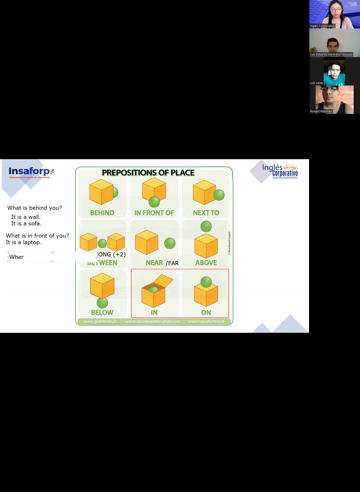 Insaforp
Inglés
Corporativo
PREPOSITIONS OF PLACE
BEHIND
IN FRONT OF
NEXT TO
What is behind you?
It is a wall.
It is a sofa.
What is in front of you?
It is a laptop.
Wher
ONG (+2)
BETWEEN
NEAR /FAR
ABOVE
BELOW
IN
ON